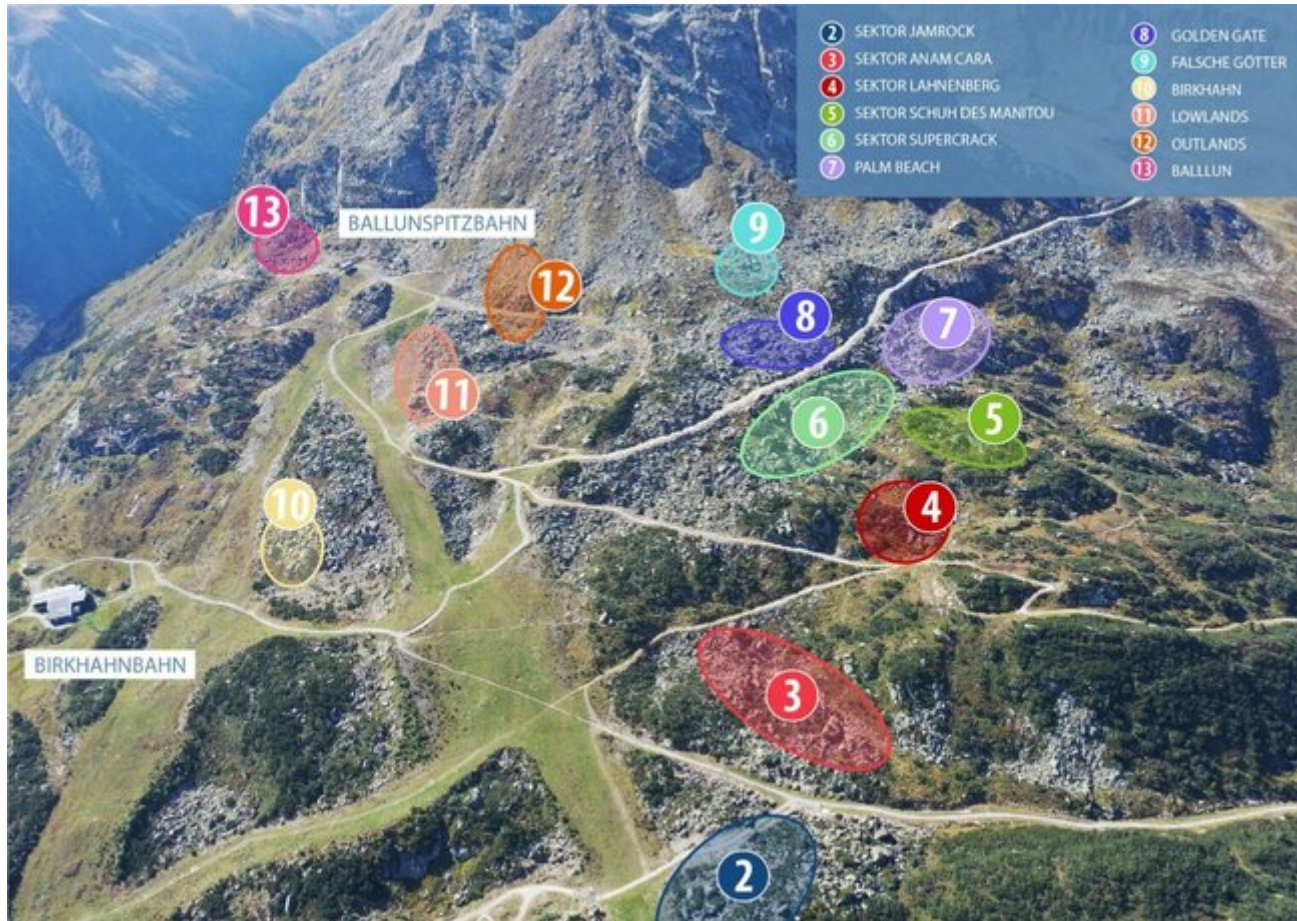 2 SEKTOR JAMROCK
3 SEKTOR ANAM CARA
4 SEKTOR LAHNENBERG
5 SEKTOR SCHUH DES MANITOU
6 SEKTOR SUPERCRACK
7 PALM BEACH
8 GOLDEN GATE
9 FALSCHE GÖTTER
10 BIRKHAHN
11 LOWLANDS
12 OUTLANDS
13 BALLLUN
13
BALLUNSPITZBAHN
9
12
8
7
11
6
5
10
4
BIRKHAHNBAHN
3
2